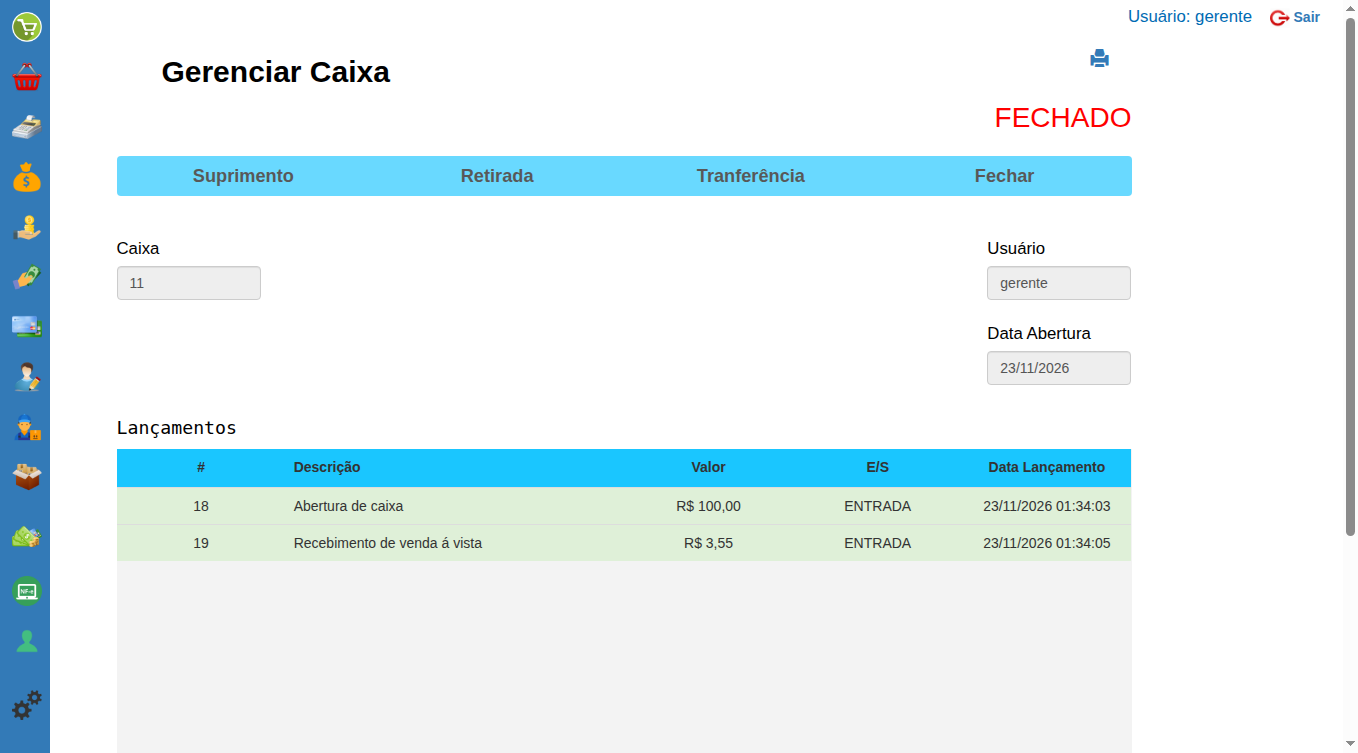 Usuário: gerente Sair
Gerenciar Caixa
FECHADO
Suprimento Retirada Tranferência Fechar
Caixa Usuário
11 gerente
Data Abertura
23/11/2026
Lançamentos
# Descrição Valor E/S Data Lançamento
18 Abertura de caixa R$ 100,00 ENTRADA 23/11/2026 01:34:03
19 Recebimento de venda á vista R$ 3,55 ENTRADA 23/11/2026 01:34:05
NF-e